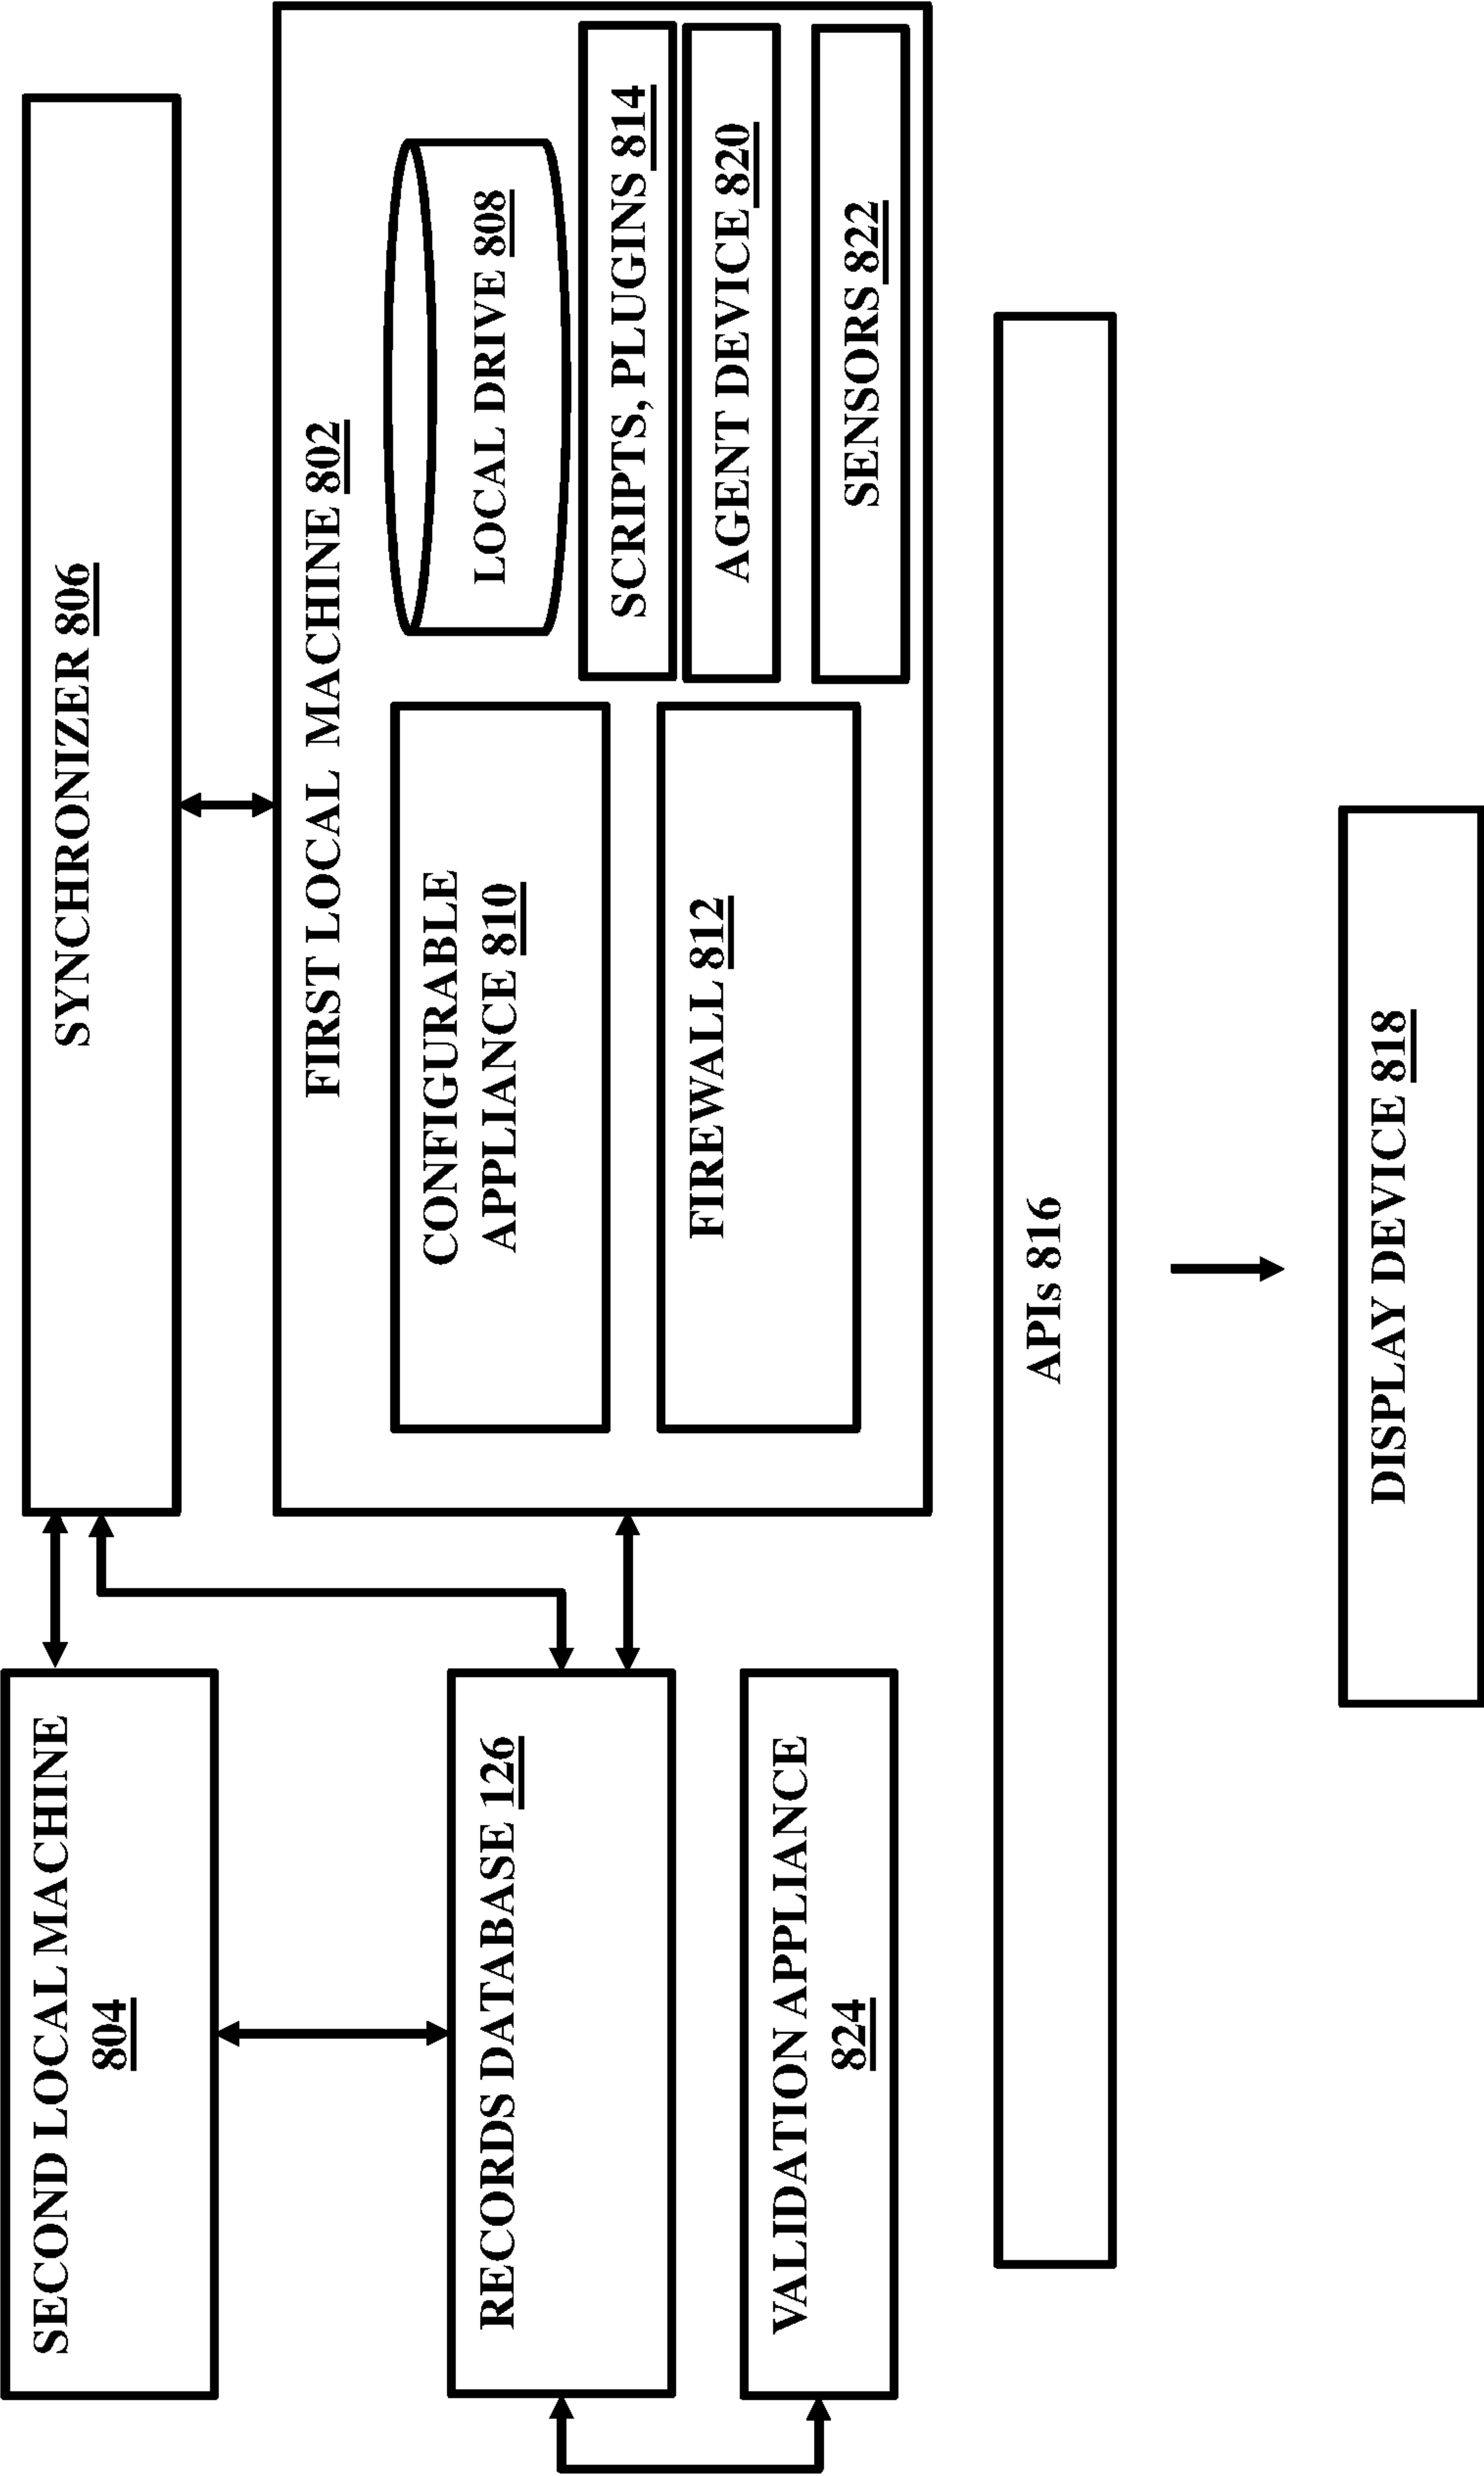 SECOND LOCAL MACHINE
804
SYNCHRONIZER 806
FIRST LOCAL MACHINE 802
RECORDS DATABASE 126
CONFIGURABLE
APPLIANCE 810
LOCAL DRIVE 808
SCRIPTS, PLUGINS 814
FIREWALL 812
AGENT DEVICE 820
VALIDATION APPLIANCE
824
SENSORS 822
APIs 816
DISPLAY DEVICE 818